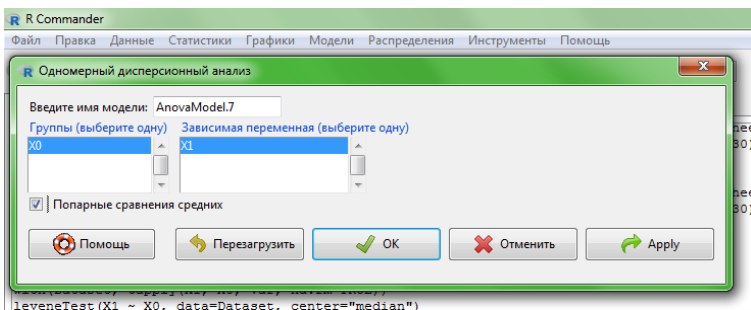 R Commander
Файл Правка Данные Статистики Графики Модели Распределения Инструменты Помощь
Одномерный дисперсионный анализ
Введите имя модели: AnovaModel.7
Группы (выберите одну) Зависимая переменная (выберите одну)
X0 X1
Попарные сравнения средних
Помощь Перезагрузить OK Отменить Apply
leveneTest(X1 ~ X0, data=Dataset, center="median")